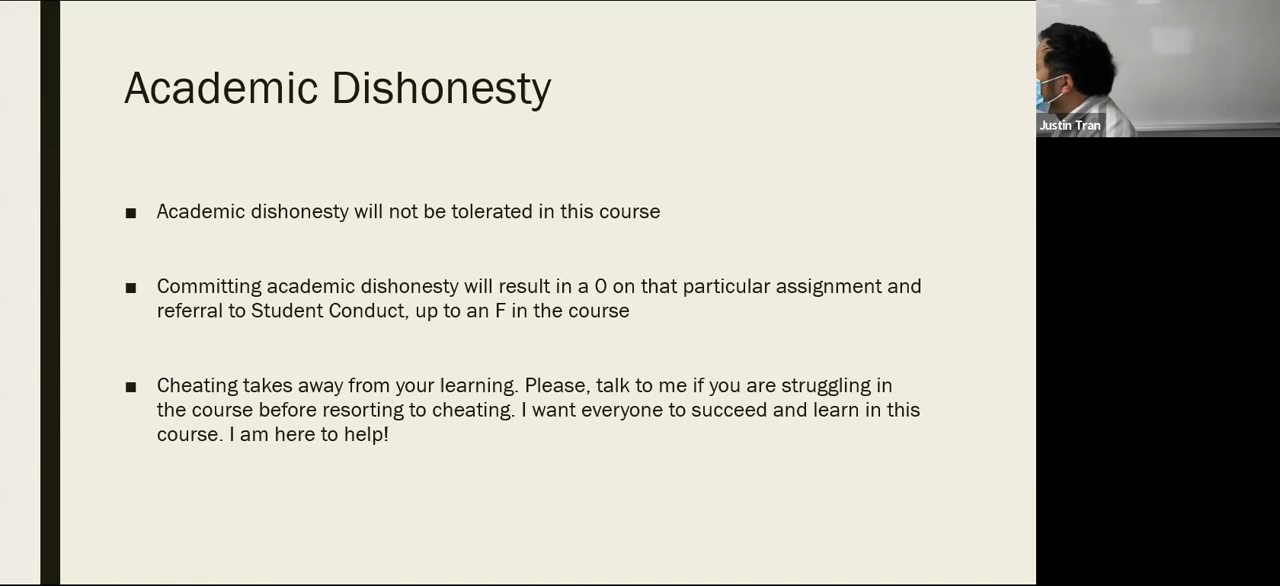 Academic Dishonesty
Academic dishonesty will not be tolerated in this course
Committing academic dishonesty will result in a 0 on that particular assignment and
referral to Student Conduct, up to an F in the course
Cheating takes away from your learning. Please, talk to me if you are struggling in
the course before resorting to cheating. I want everyone to succeed and learn in this
course. I am here to help!
Justin Tran